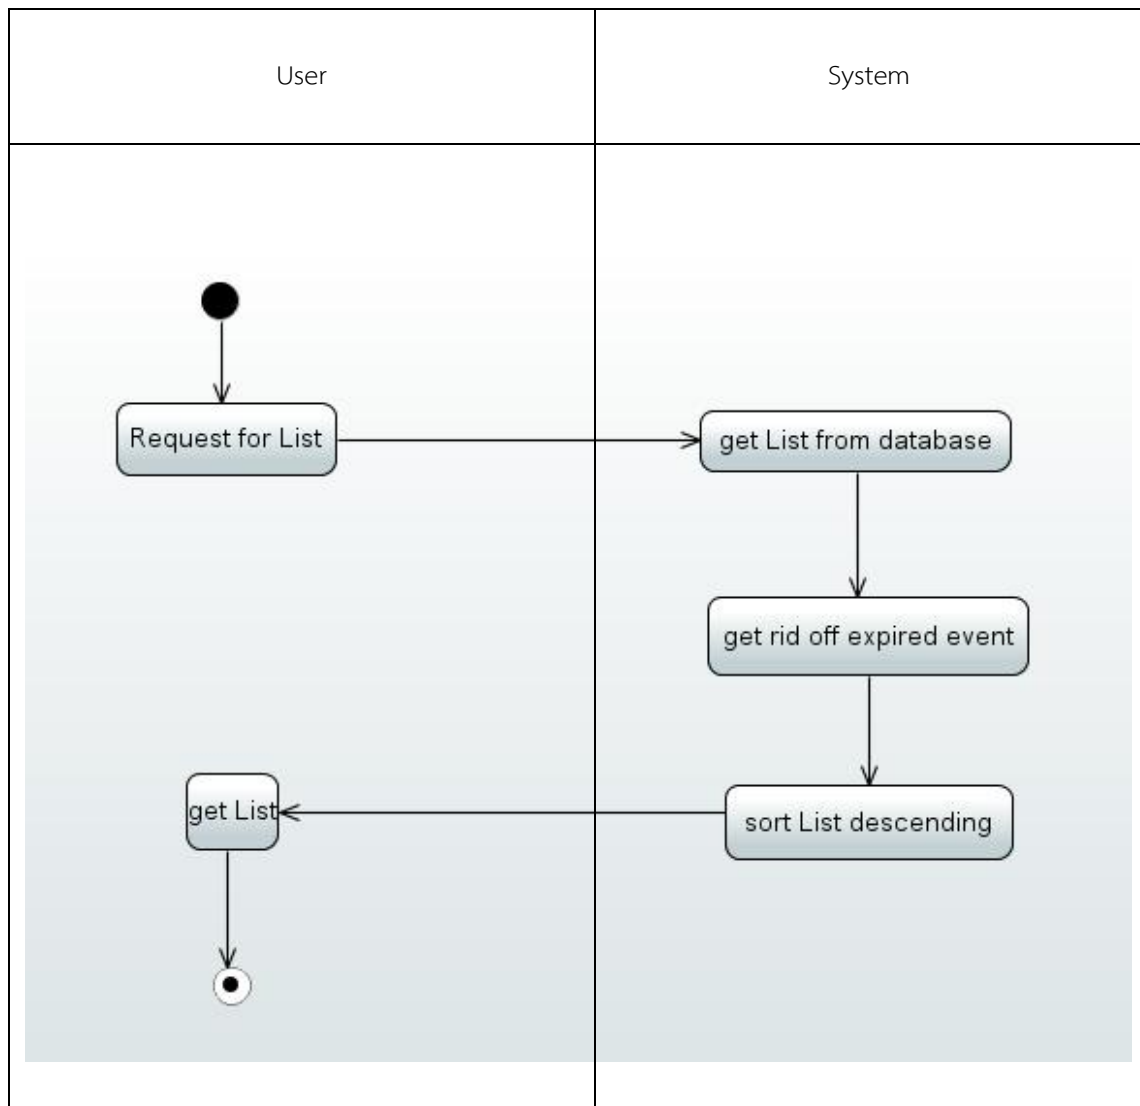 User
System
Request for List
get List from database
get rid off expired event
get List
sort List descending